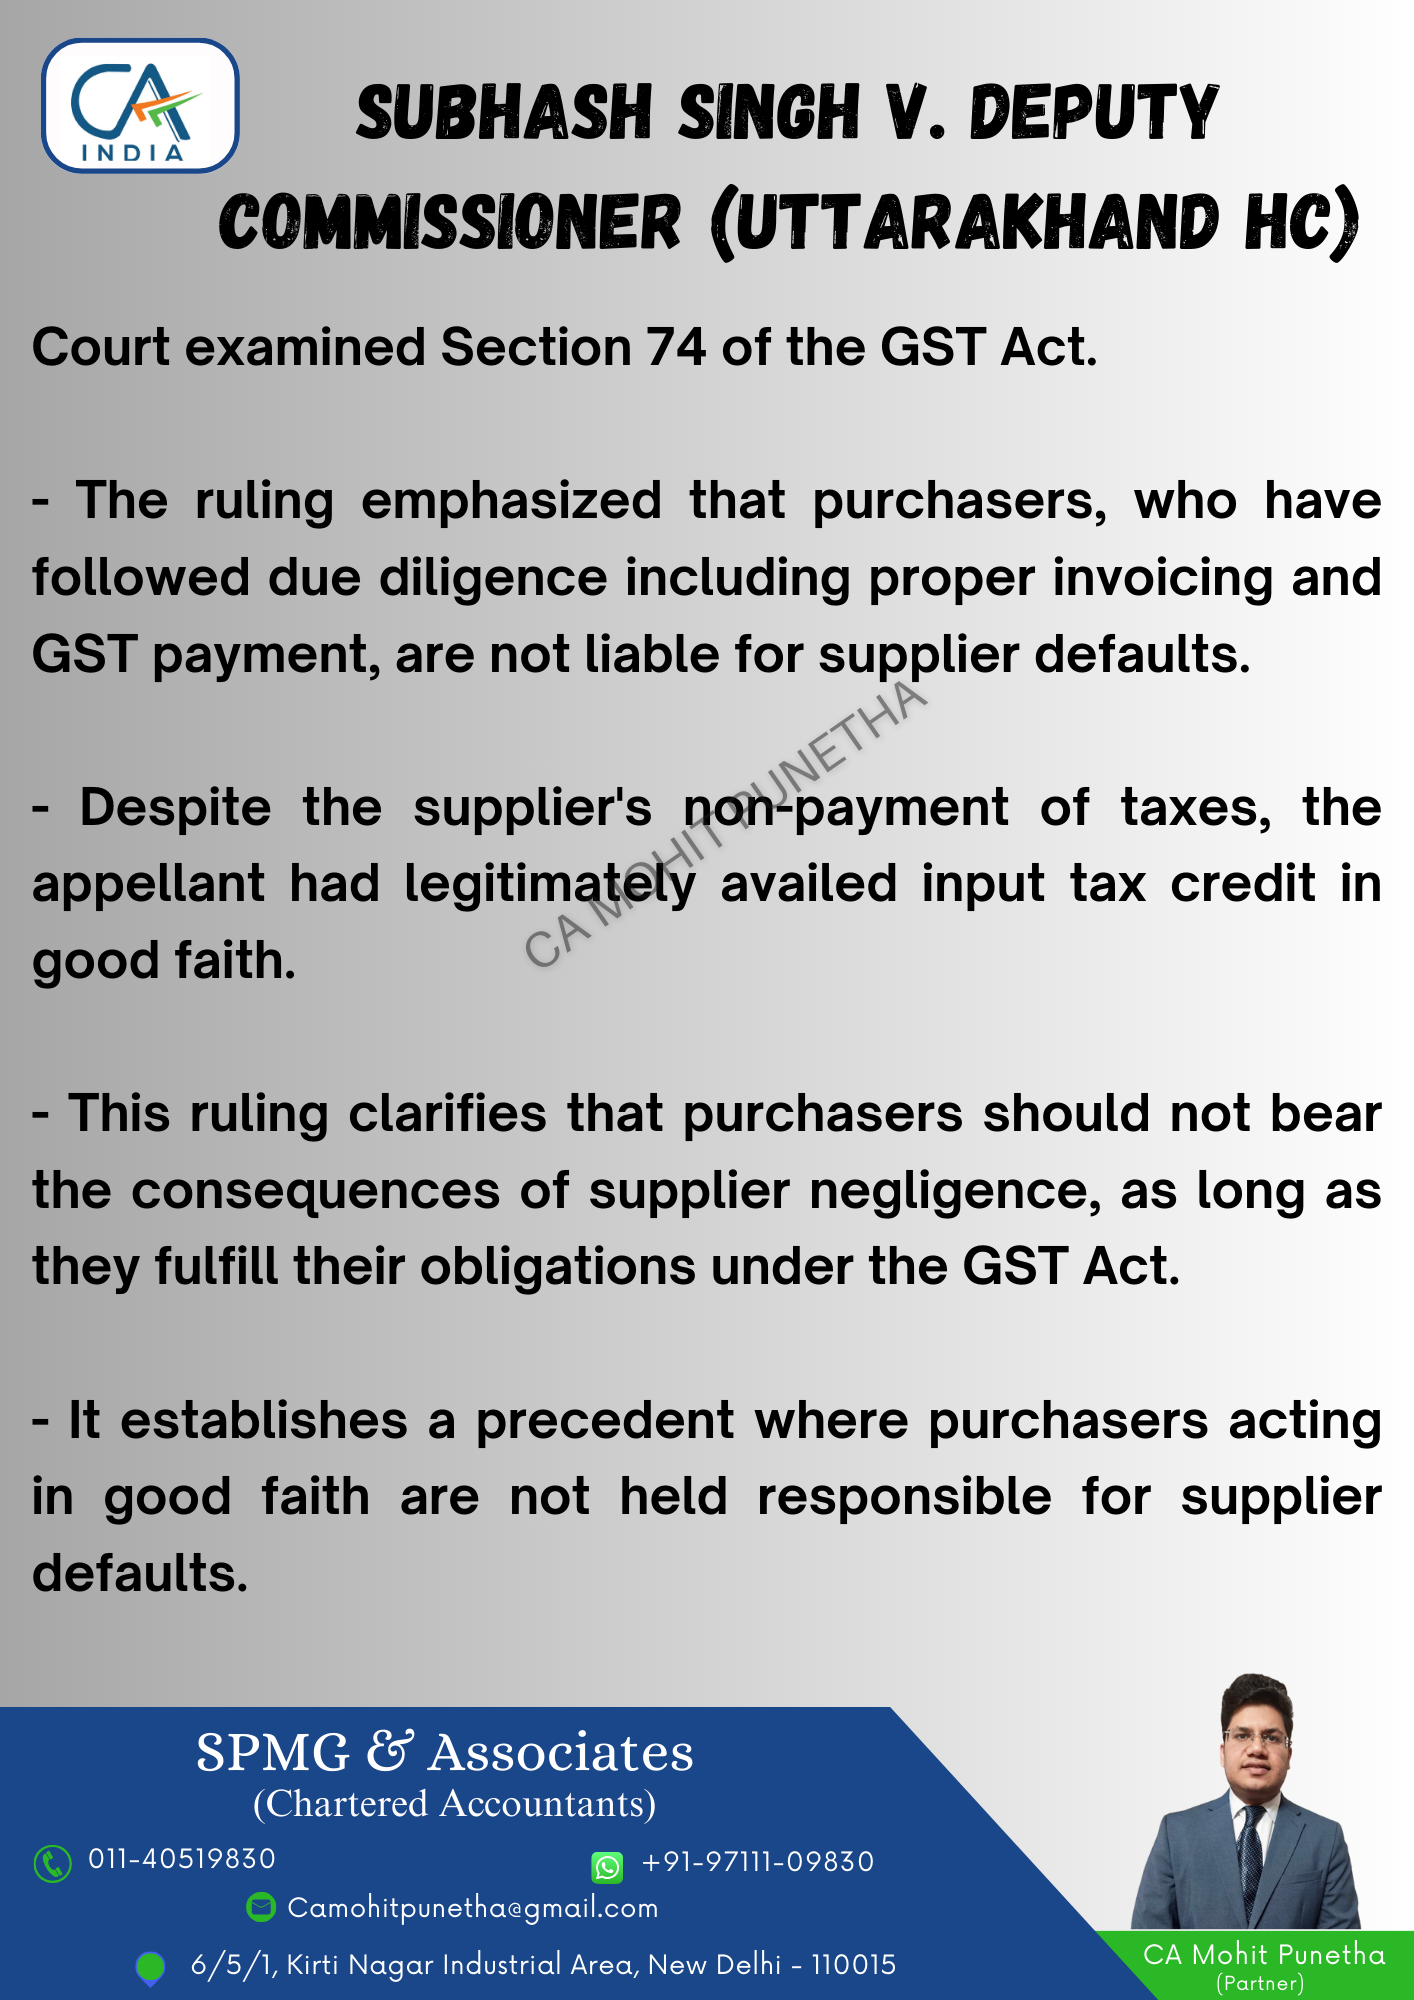 CA
INDIA
SUBHASH SINGH V. DEPUTY
COMMISSIONER (UTTARAKHAND HC)
Court examined Section 74 of the GST Act.
- The ruling emphasized that purchasers, who have
followed due diligence including proper invoicing and
GST payment, are not liable for supplier defaults.
- Despite the supplier's non-payment of taxes, the
appellant had legitimately availed input tax credit in
good faith.
CA MOHIT PUNETHA
- This ruling clarifies that purchasers should not bear
the consequences of supplier negligence, as long as
they fulfill their obligations under the GST Act.
- It establishes a precedent where purchasers acting
in good faith are not held responsible for supplier
defaults.
SPMG & Associates
(Chartered Accountants)
011-40519830
+91-97111-09830
Camohitpunetha@gmail.com
6/5/1, Kirti Nagar Industrial Area, New Delhi - 110015
CA Mohit Punetha
(Partner)